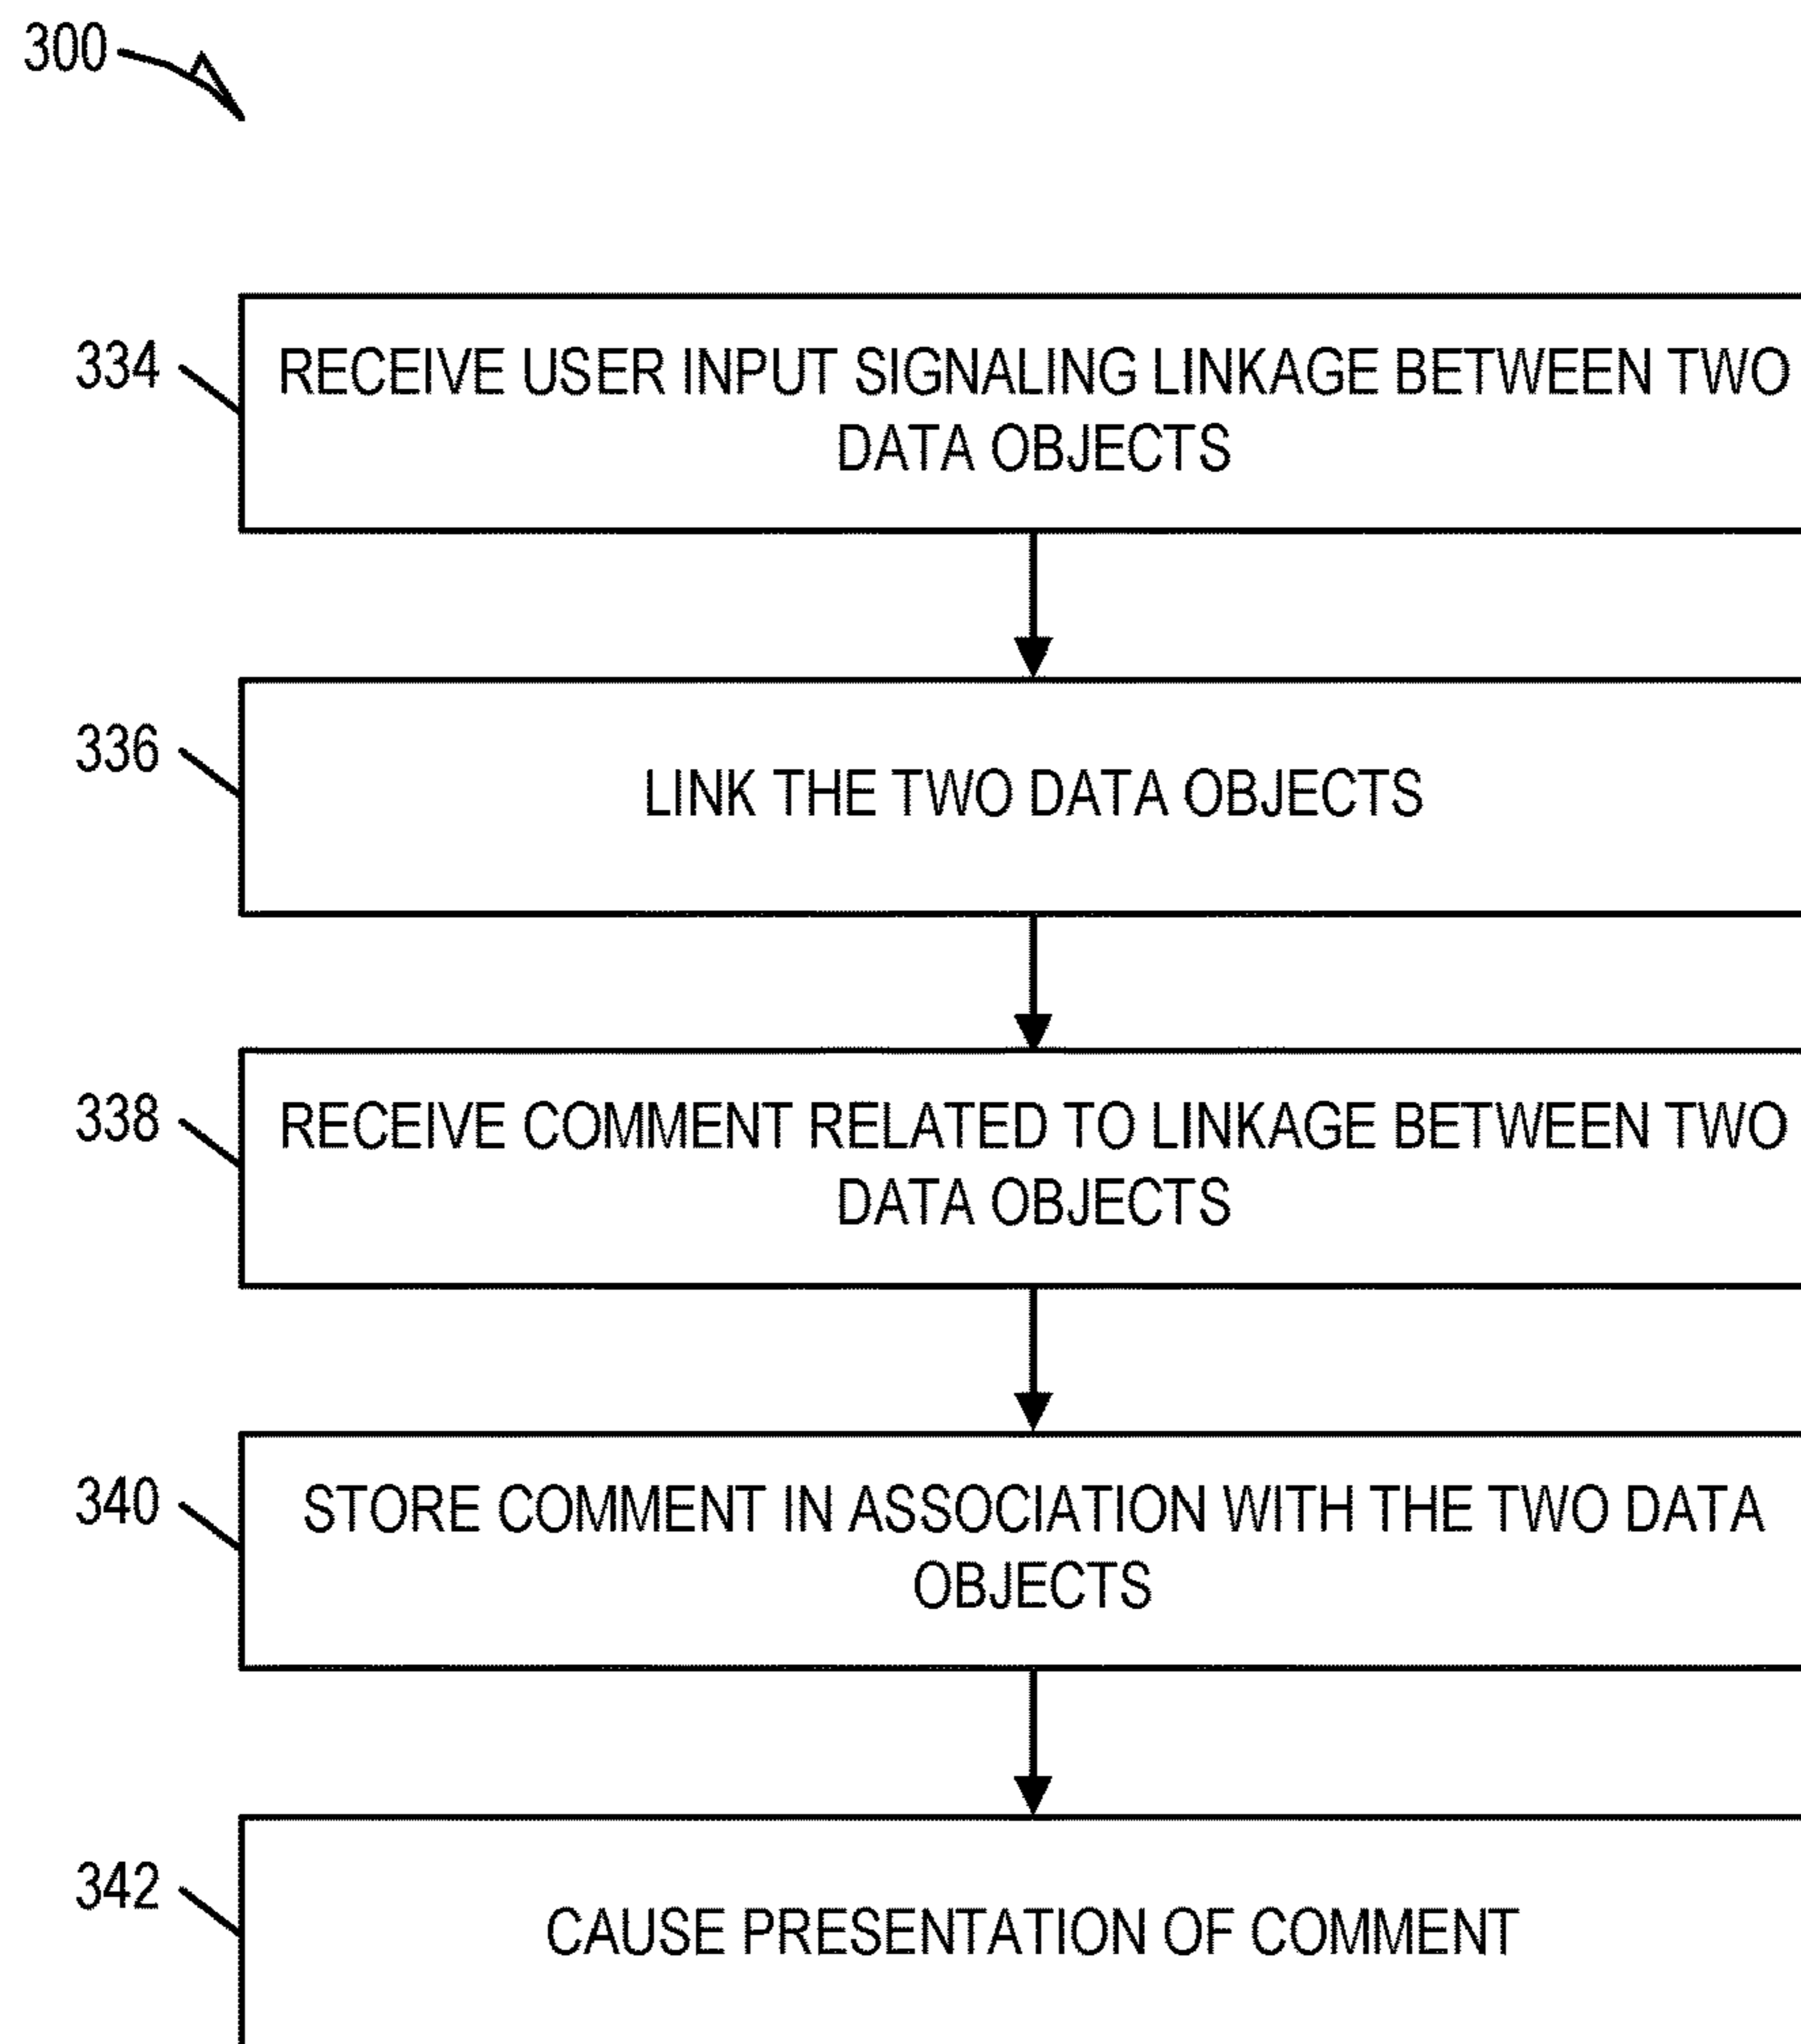 300
334
RECEIVE USER INPUT SIGNALING LINKAGE BETWEEN TWO
DATA OBJECTS
336
LINK THE TWO DATA OBJECTS
338
RECEIVE COMMENT RELATED TO LINKAGE BETWEEN TWO
DATA OBJECTS
340
STORE COMMENT IN ASSOCIATION WITH THE TWO DATA
OBJECTS
342
CAUSE PRESENTATION OF COMMENT